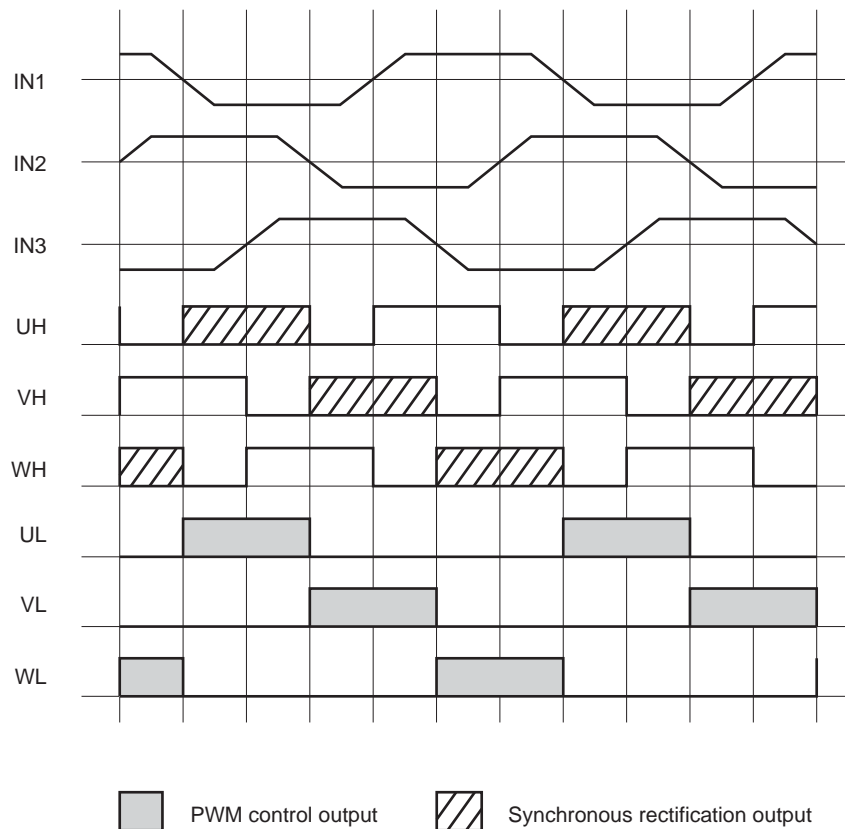 IN1
IN2
IN3
UH
VH
WH
UL
VL
WL
PWM control output
Synchronous rectification output